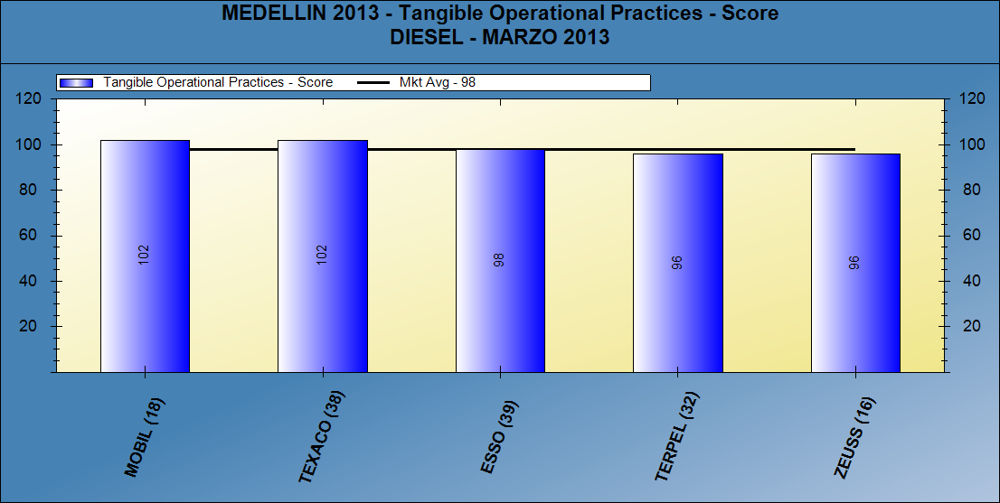 MEDELLIN 2013 - Tangible Operational Practices - Score
DIESEL - MARZO 2013
Tangible Operational Practices - Score Mkt Avg - 98
120 120
100 100
80 80
60 60
40 40
20 20
102 102 98 96 96
MOBIL (18)
TEXACO (38)
ESSO (39)
TERPEL (32)
ZEUSS (16)